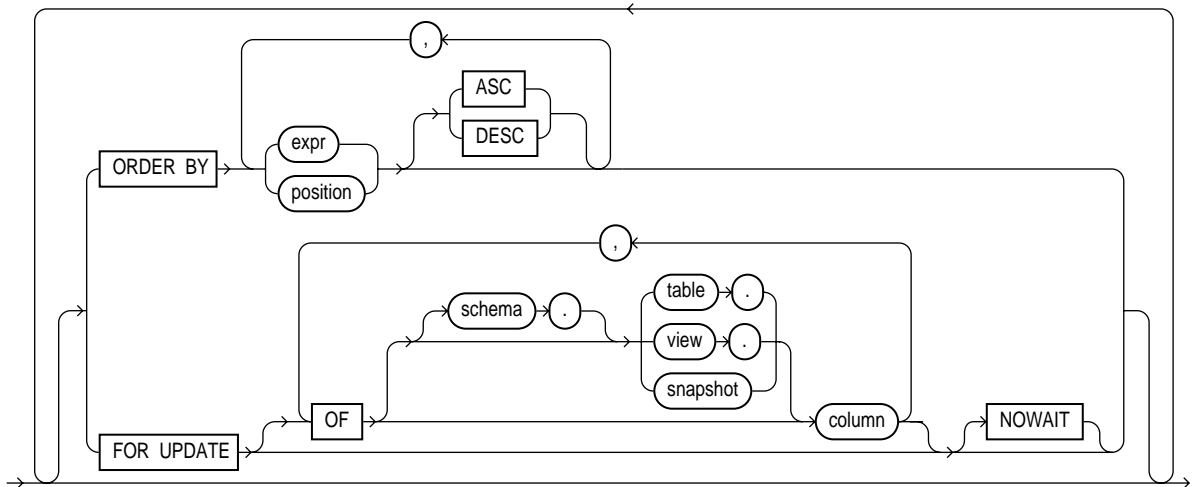 ,
ASC
DESC
expr
ORDER BY
position
,
table .
schema .
view .
snapshot
OF
column
NOWAIT
FOR UPDATE